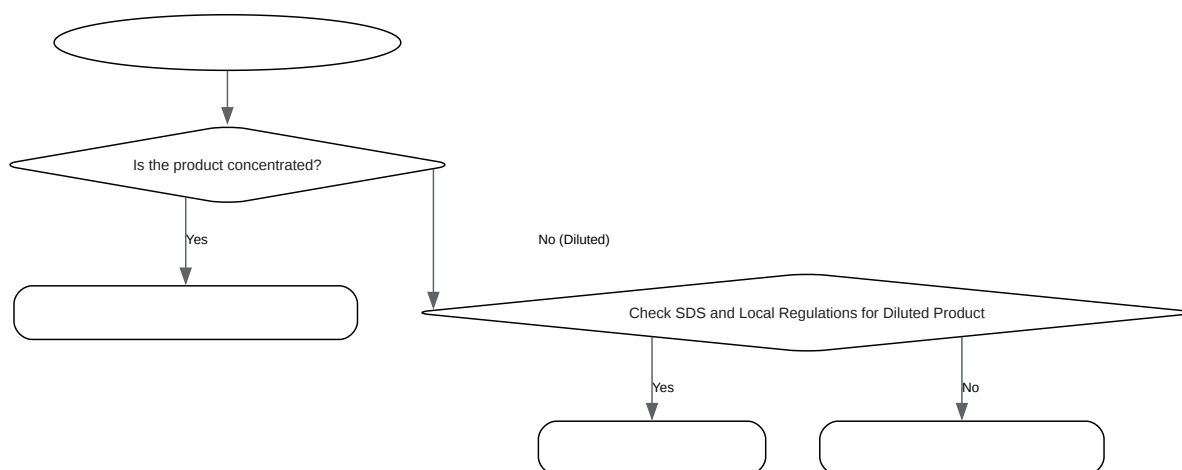 Is the product concentrated?
Yes
No (Diluted)
Check SDS and Local Regulations for Diluted Product
Yes
No